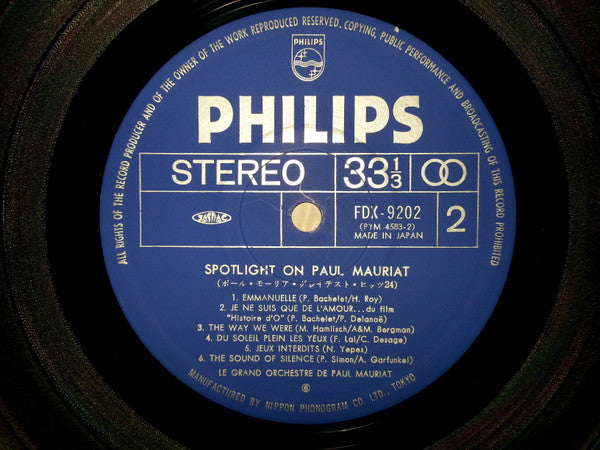 ALL RIGHTS OF THE RECORD PRODUCER AND OF THE OWNER OF THE WORK REPRODUCED RESERVED, COPYING, PUBLIC PERFORMANCE AND BROADCASTING OF THIS RECORD PROHIBITED
PHILIPS
PHILIPS
STEREO
33 1/3
FDX-9202
(PYM 4583-2)
MADE IN JAPAN
2
SPOTLIGHT ON PAUL MAURIAT
(ポール・モーリア・グレイテスト・ヒッツ24)
1. EMMANUELLE (P. Bachelet/H. Roy)
2. JE NE SUIS QUE DE L'AMOUR...du film
"Histoire d'O" (P. Bachelet/P. Delanoë)
3. THE WAY WE WERE (M. Hamlisch/A&M. Bergman)
4. DU SOLEIL PLEIN LES YEUX (F. Lai/C. Desage)
5. JEUX INTERDITS (N. Yepes)
6. THE SOUND OF SILENCE (P. Simon/A. Garfunkel)
LE GRAND ORCHESTRE DE PAUL MAURIAT
6
MANUFACTURED BY NIPPON PHONOGRAM CO. LTD., TOKYO